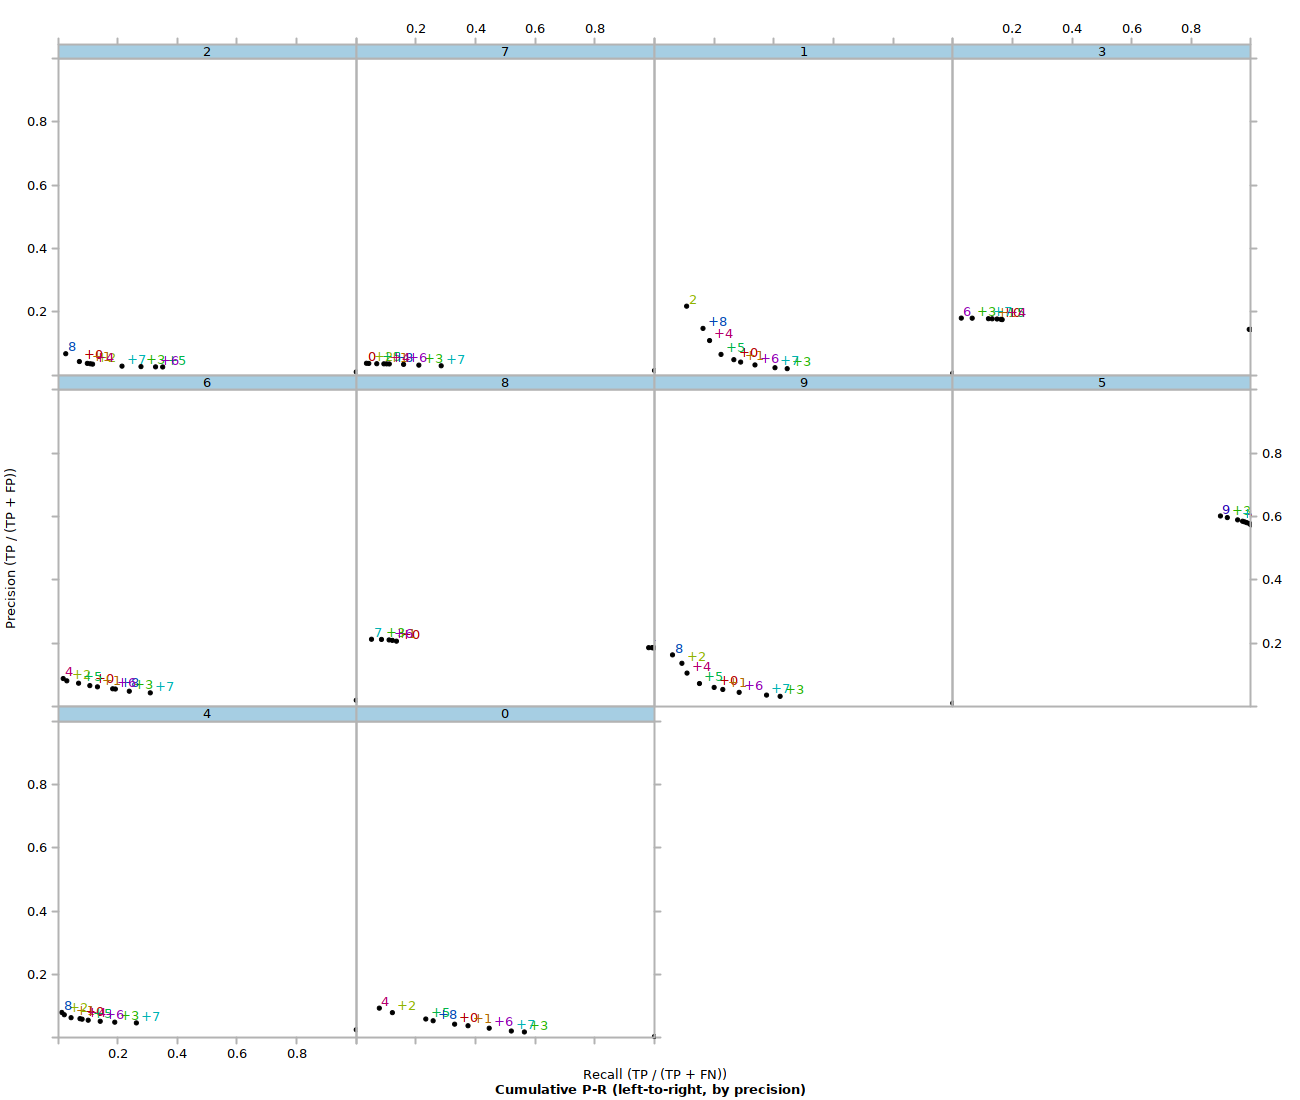 0.2 0.4 0.6 0.8 0.2 0.4 0.6 0.8
2 7 1 3
0.8
0.6
0.4
0.2
8 +7 +3 +6
0 +6 +3 +7
2 +8 +4 +5 +0 +1 +6 +7 +3
6 +3
6 8 9 5
0.8
0.6
0.4
0.2
4 +2 +5 +0 +1 +6 +8 +3 +7
7
8 +2 +4 +5 +0 +1 +6 +7 +3
9 +3
4 0
0.8
0.6
0.4
0.2
8 +2 +6 +3 +7
4 +2 +5 +8 +0 +1 +6 +7 +3
0.2 0.4 0.6 0.8
Precision (TP / (TP + FP))
Recall (TP / (TP + FN))
Cumulative P-R (left-to-right, by precision)